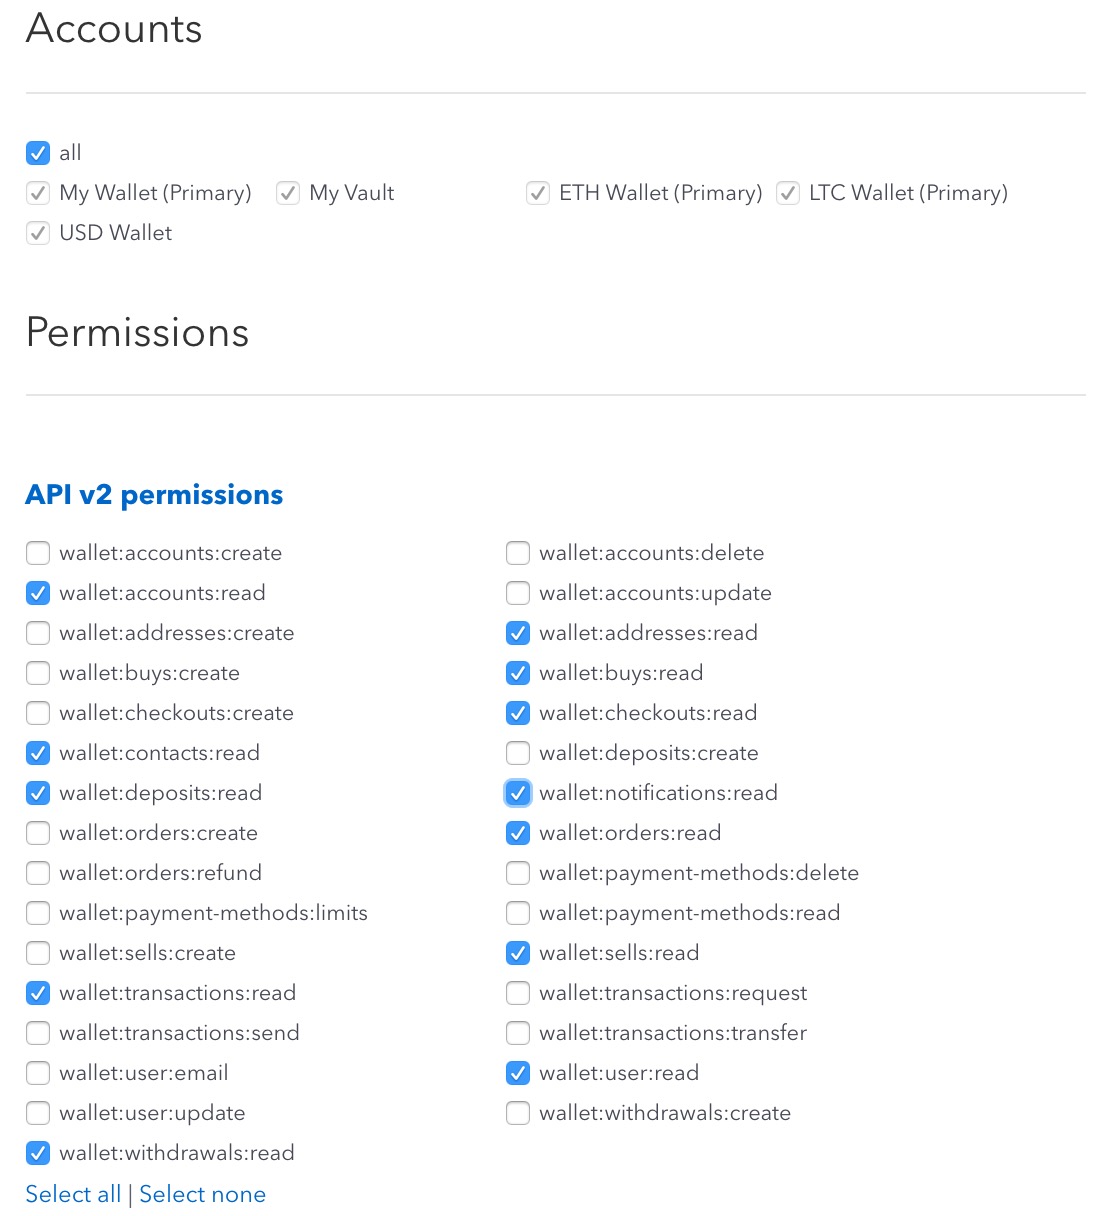 Accounts
all
My Wallet (Primary) My Vault ETH Wallet (Primary) LTC Wallet (Primary)
USD Wallet
Permissions
API v2 permissions
wallet:accounts:create wallet:accounts:delete
wallet:accounts:read wallet:accounts:update
wallet:addresses:create wallet:addresses:read
wallet:buys:create wallet:buys:read
wallet:checkouts:create wallet:checkouts:read
wallet:contacts:read wallet:deposits:create
wallet:deposits:read wallet:notifications:read
wallet:orders:create wallet:orders:read
wallet:orders:refund wallet:payment-methods:delete
wallet:payment-methods:limits wallet:payment-methods:read
wallet:sells:create wallet:sells:read
wallet:transactions:read wallet:transactions:request
wallet:transactions:send wallet:transactions:transfer
wallet:user:email wallet:user:read
wallet:user:update wallet:withdrawals:create
wallet:withdrawals:read
Select all | Select none